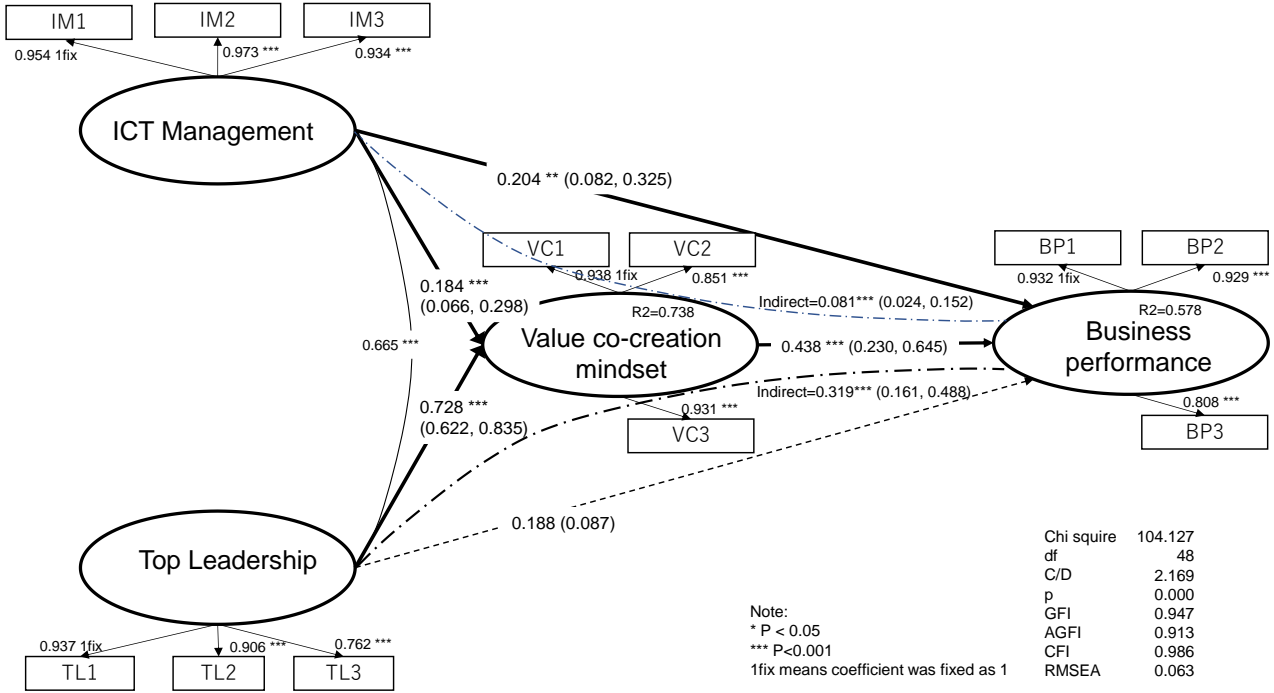 IM1
IM2
IM3
0.954 1fix
0.973 ***
0.934 ***
ICT Management
0.204 ** (0.082, 0.325)
VC1
VC2
BP1
BP2
0.938 1fix
0.851 ***
0.932 1fix
0.929 ***
0.184 ***
(0.066, 0.298)
Indirect=0.081*** (0.024, 0.152)
R2=0.738
R2=0.578
Value co-creation
mindset
Business
performance
0.665 ***
0.438 *** (0.230, 0.645)
Indirect=0.319*** (0.161, 0.488)
0.728 ***
(0.622, 0.835)
0.931 ***
0.808 ***
VC3
BP3
0.188 (0.087)
Top Leadership
0.937 1fix
0.906 ***
0.762 ***
TL1
TL2
TL3
Note:
* P < 0.05
*** P<0.001
1fix means coefficient was fixed as 1
Chi squire 104.127
df 48
C/D 2.169
p 0.000
GFI 0.947
AGFI 0.913
CFI 0.986
RMSEA 0.063